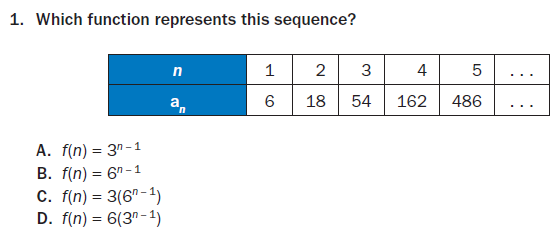 1. Which function represents this sequence?
n 1 2 3 4 5 ...
aₙ 6 18 54 162 486 ...
A. f(n) = 3ⁿ⁻¹
B. f(n) = 6ⁿ⁻¹
C. f(n) = 3(6ⁿ⁻¹)
D. f(n) = 6(3ⁿ⁻¹)